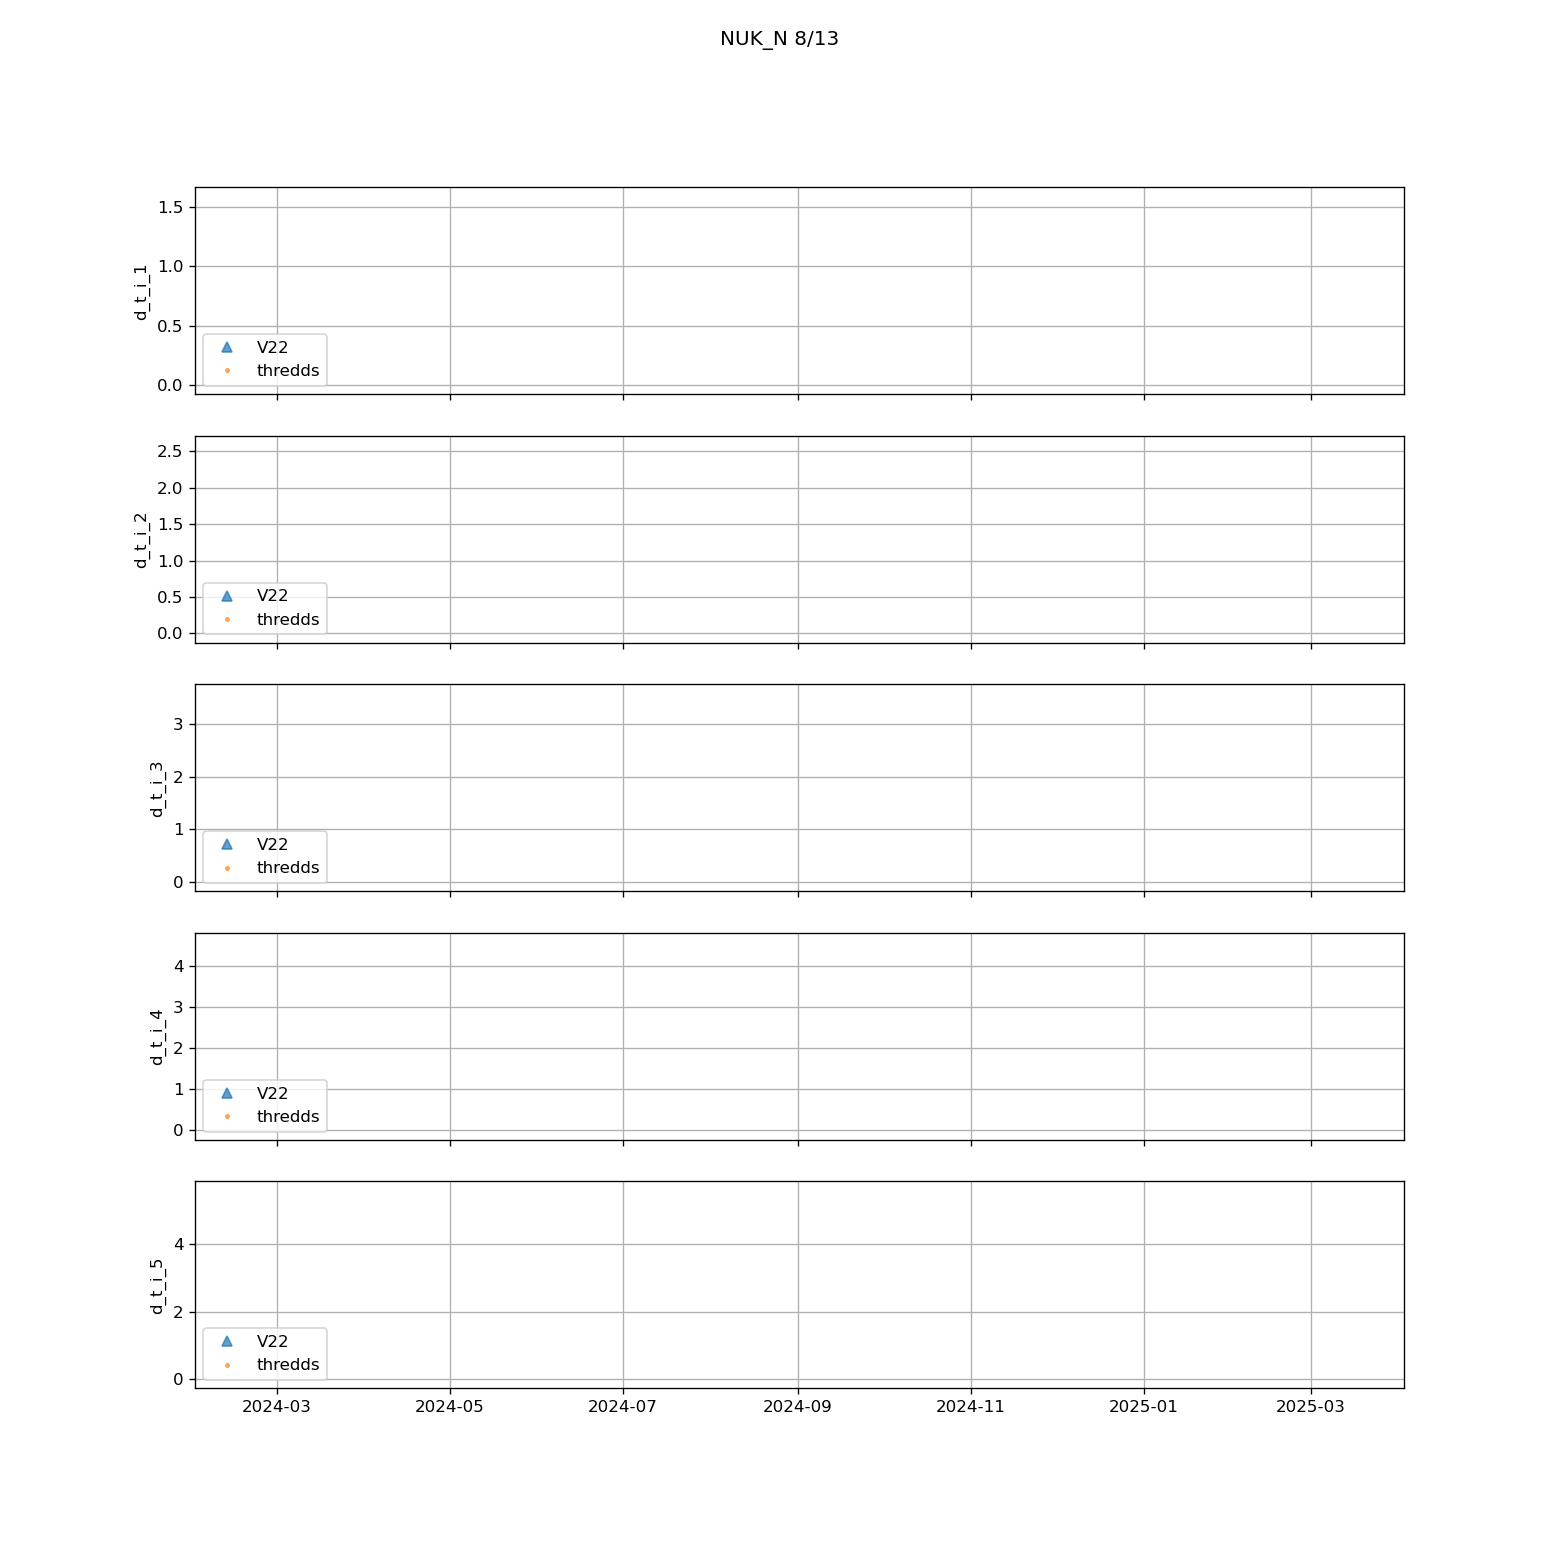 NUK_N 8/13
d_t_i_1
1.5
1.0
0.5
0.0
V22
thredds
d_t_i_2
2.5
2.0
1.5
1.0
0.5
0.0
V22
thredds
d_t_i_3
3
2
1
0
V22
thredds
d_t_i_4
4
3
2
1
0
V22
thredds
d_t_i_5
4
2
0
V22
thredds
2024-03 2024-05 2024-07 2024-09 2024-11 2025-01 2025-03